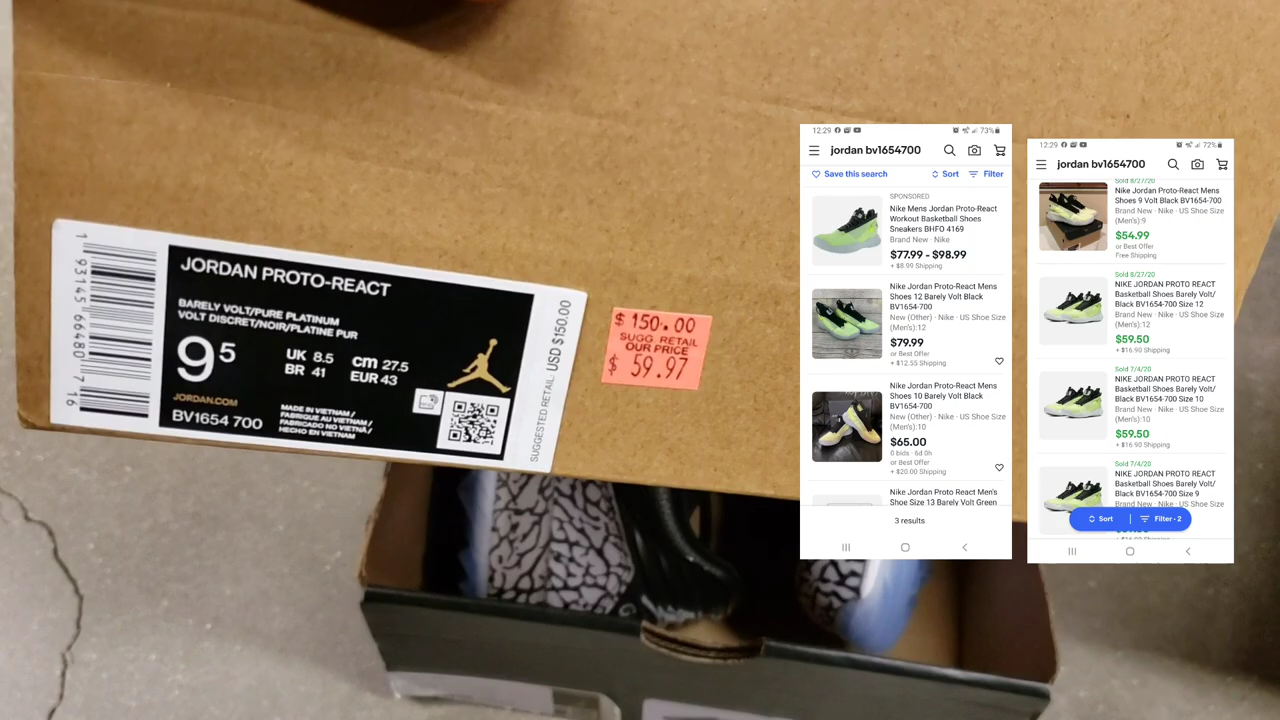 1 93145 66480 7 16
JORDAN PROTO-REACT
BARELY VOLT/PURE PLATINUM
VOLT DISCRET/NOIR/PLATINE PUR
9 5
UK 8.5
BR 41
cm 27.5
EUR 43
JORDAN.COM
BV1654 700
MADE IN VIETNAM /
FABRIQUE AU VIETNAM /
FABRICADO NO VIETNÃ /
HECHO EN VIETNAM
SUGGESTED RETAIL USD $150.00
$ 150.00
SUGG. RETAIL
OUR PRICE
$ 59.97
12:29
73%
jordan bv1654700
Save this search
Sort
Filter
SPONSORED
Nike Mens Jordan Proto-React
Workout Basketball Shoes
Sneakers BHFO 4169
Brand New · Nike
$77.99 - $98.99
+ $8.99 Shipping
Nike Jordan Proto-React Mens
Shoes 12 Barely Volt Black
BV1654-700
New (Other) · Nike · US Shoe Size
(Men's):12
$79.99
or Best Offer
+ $12.55 Shipping
Nike Jordan Proto-React Mens
Shoes 10 Barely Volt Black
BV1654-700
New (Other) · Nike · US Shoe Size
(Men's):10
$65.00
0 bids · 6d 0h
or Best Offer
+ $20.00 Shipping
Nike Jordan Proto React Men's
Shoe Size 13 Barely Volt Green
3 results
12:29
72%
jordan bv1654700
Sold 8/27/20
Nike Jordan Proto-React Mens
Shoes 9 Volt Black BV1654-700
Brand New · Nike · US Shoe Size
(Men's):9
$54.99
or Best Offer
Free Shipping
Sold 8/27/20
NIKE JORDAN PROTO REACT
Basketball Shoes Barely Volt/
Black BV1654-700 Size 12
Brand New · Nike · US Shoe Size
(Men's):12
$59.50
+ $16.90 Shipping
Sold 7/4/20
NIKE JORDAN PROTO REACT
Basketball Shoes Barely Volt/
Black BV1654-700 Size 10
Brand New · Nike · US Shoe Size
(Men's):10
$59.50
+ $16.90 Shipping
Sold 7/4/20
NIKE JORDAN PROTO REACT
Basketball Shoes Barely Volt/
Black BV1654-700 Size 9
Brand New · Nike · US Shoe Size
Sort
Filter · 2